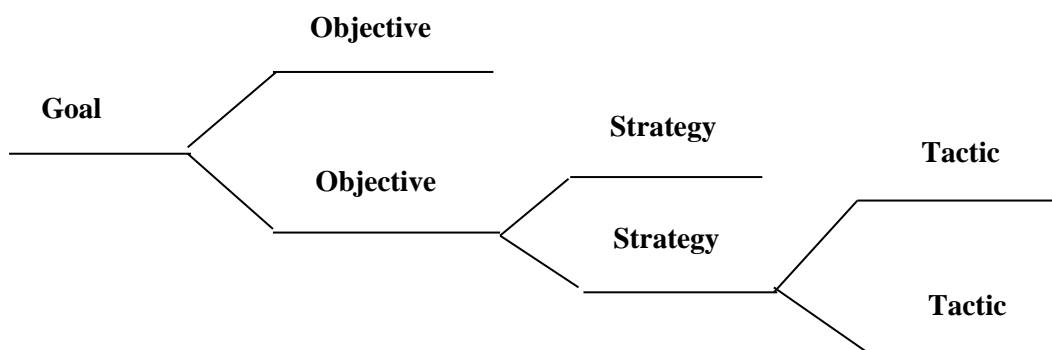 Objective
Goal
Strategy
Tactic
Objective
Strategy
Tactic